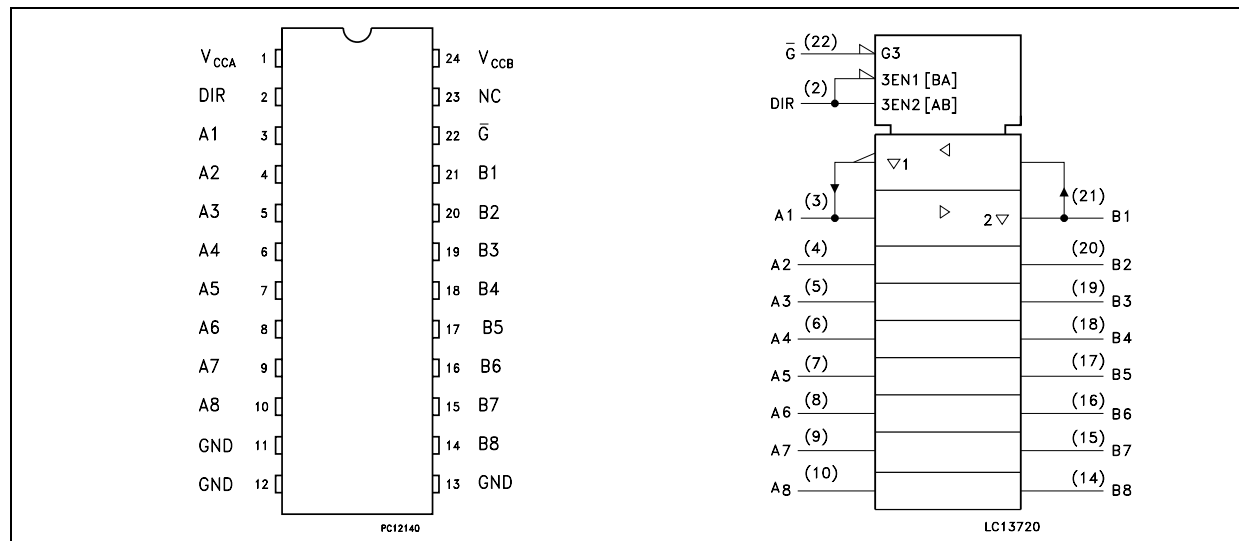 V_CCA 1 24 V_CCB
DIR 2 23 NC
A1 3 22 G̅
A2 4 21 B1
A3 5 20 B2
A4 6 19 B3
A5 7 18 B4
A6 8 17 B5
A7 9 16 B6
A8 10 15 B7
GND 11 14 B8
GND 12 13 GND
PC12140
G̅ (22) G3
3EN1 [BA]
DIR (2) 3EN2 [AB]
▽1 ◁
A1 (3) ▷ 2▽ (21) B1
A2 (4) (20) B2
A3 (5) (19) B3
A4 (6) (18) B4
A5 (7) (17) B5
A6 (8) (16) B6
A7 (9) (15) B7
A8 (10) (14) B8
LC13720